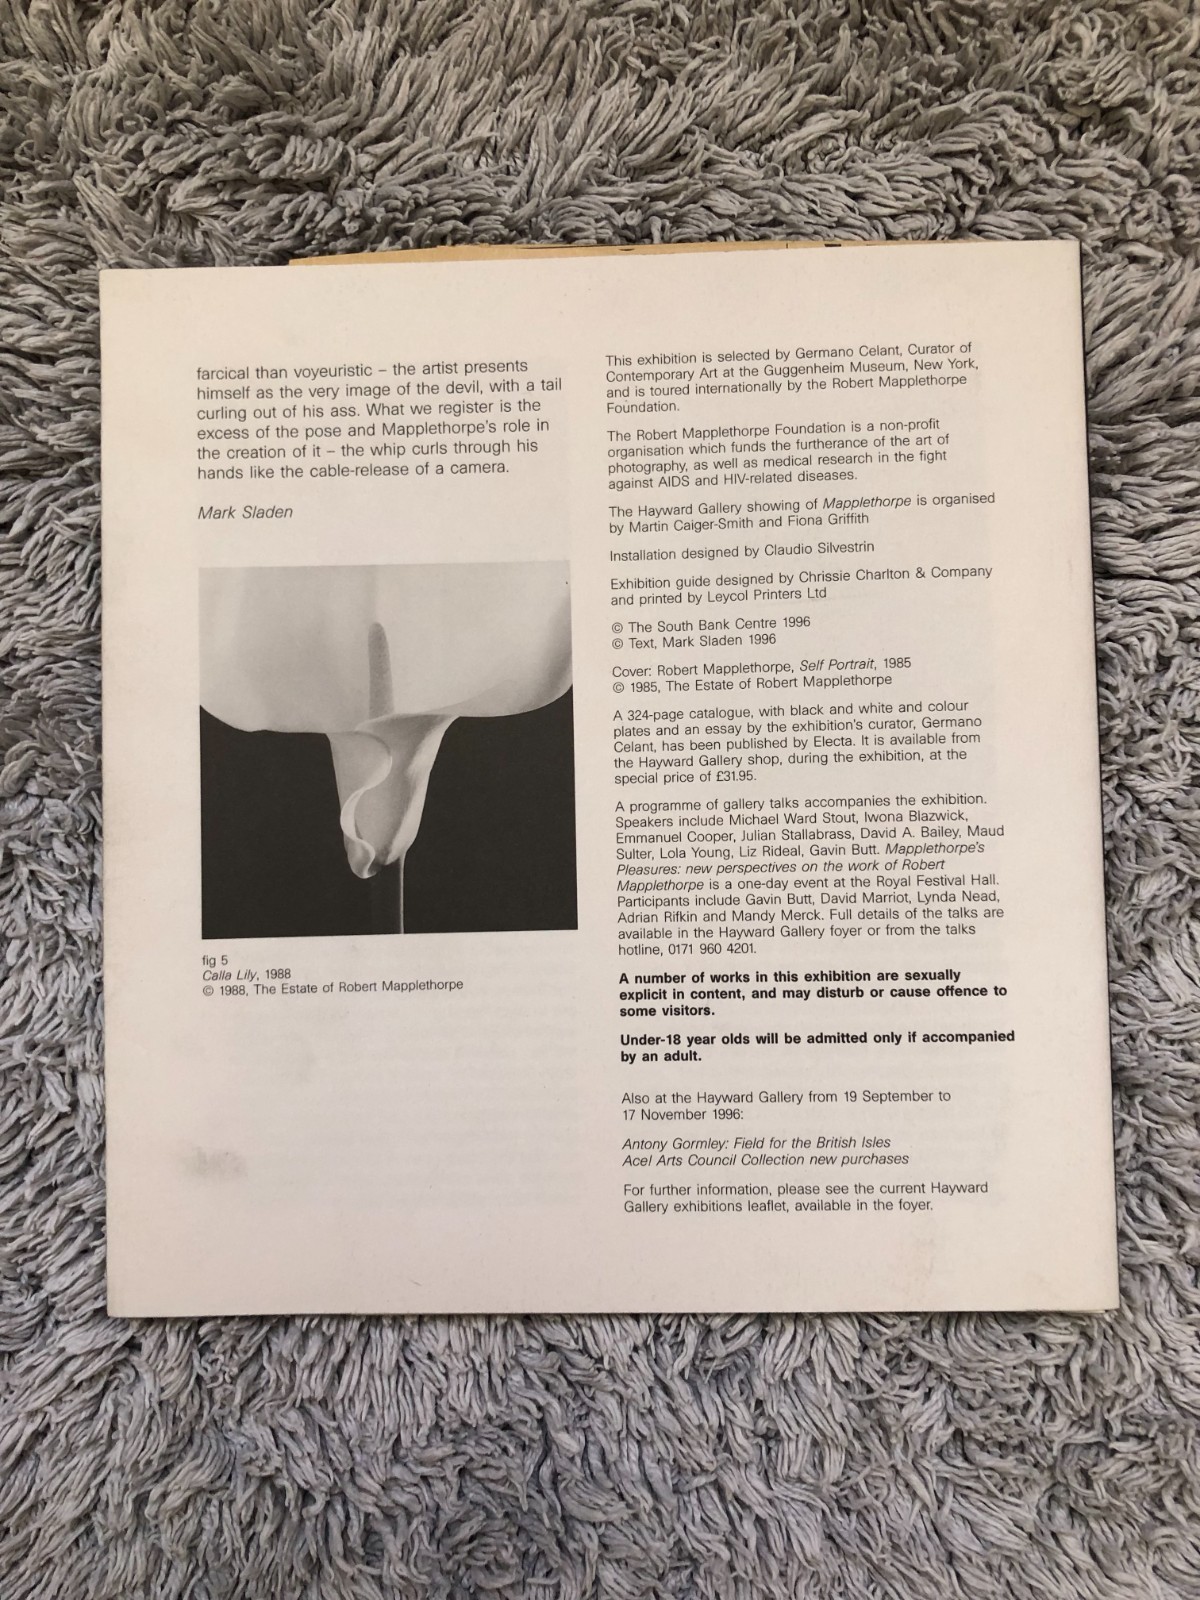 farcical than voyeuristic – the artist presents
himself as the very image of the devil, with a tail
curling out of his ass. What we register is the
excess of the pose and Mapplethorpe's role in
the creation of it – the whip curls through his
hands like the cable-release of a camera.
Mark Sladen
fig 5
Calla Lily, 1988
© 1988, The Estate of Robert Mapplethorpe
This exhibition is selected by Germano Celant, Curator of
Contemporary Art at the Guggenheim Museum, New York,
and is toured internationally by the Robert Mapplethorpe
Foundation.
The Robert Mapplethorpe Foundation is a non-profit
organisation which funds the furtherance of the art of
photography, as well as medical research in the fight
against AIDS and HIV-related diseases.
The Hayward Gallery showing of Mapplethorpe is organised
by Martin Caiger-Smith and Fiona Griffith
Installation designed by Claudio Silvestrin
Exhibition guide designed by Chrissie Charlton & Company
and printed by Leycol Printers Ltd
© The South Bank Centre 1996
© Text, Mark Sladen 1996
Cover: Robert Mapplethorpe, Self Portrait, 1985
© 1985, The Estate of Robert Mapplethorpe
A 324-page catalogue, with black and white and colour
plates and an essay by the exhibition's curator, Germano
Celant, has been published by Electa. It is available from
the Hayward Gallery shop, during the exhibition, at the
special price of £31.95.
A programme of gallery talks accompanies the exhibition.
Speakers include Michael Ward Stout, Iwona Blazwick,
Emmanuel Cooper, Julian Stallabrass, David A. Bailey, Maud
Sulter, Lola Young, Liz Rideal, Gavin Butt. Mapplethorpe's
Pleasures: new perspectives on the work of Robert
Mapplethorpe is a one-day event at the Royal Festival Hall.
Participants include Gavin Butt, David Marriot, Lynda Nead,
Adrian Rifkin and Mandy Merck. Full details of the talks are
available in the Hayward Gallery foyer or from the talks
hotline, 0171 960 4201.
A number of works in this exhibition are sexually
explicit in content, and may disturb or cause offence to
some visitors.
Under-18 year olds will be admitted only if accompanied
by an adult.
Also at the Hayward Gallery from 19 September to
17 November 1996:
Antony Gormley: Field for the British Isles
Ace! Arts Council Collection new purchases
For further information, please see the current Hayward
Gallery exhibitions leaflet, available in the foyer.